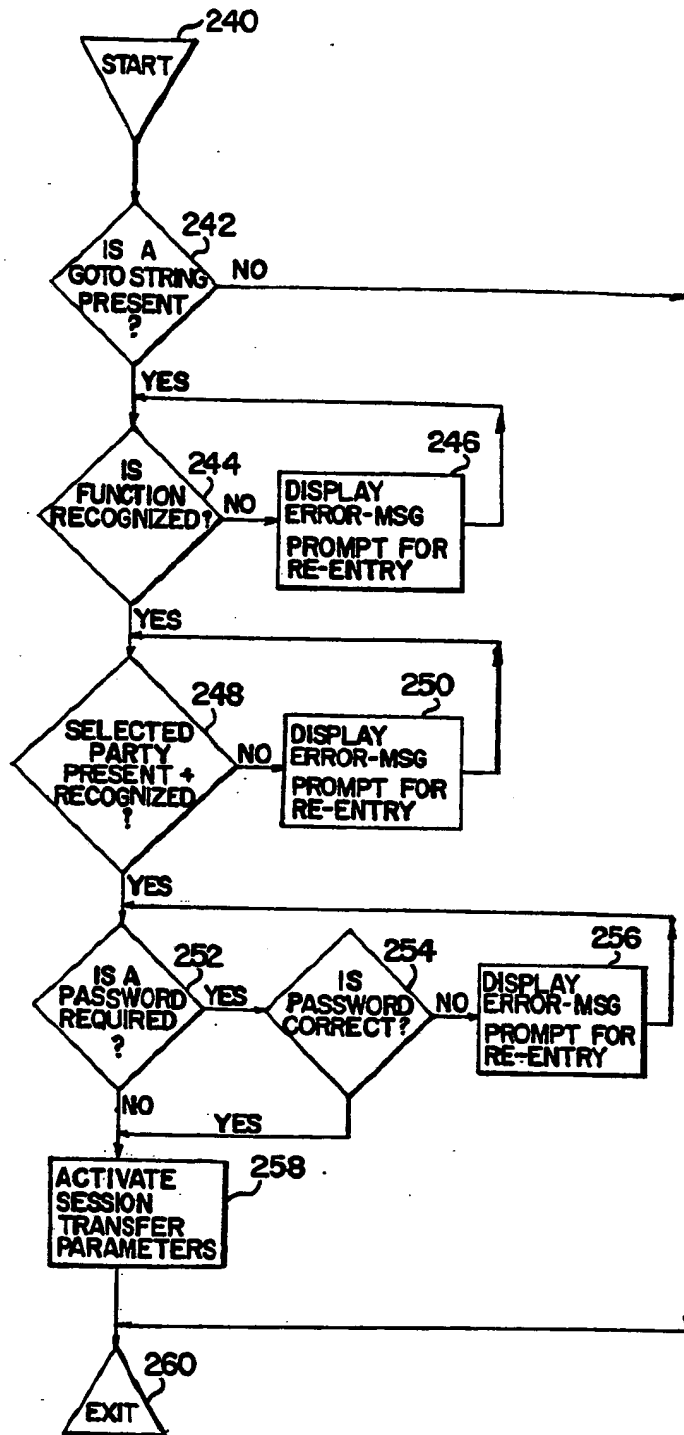 240
START
242
IS A
GOTO STRING
PRESENT
?
NO
YES
244
IS
FUNCTION
RECOGNIZED?
NO
246
DISPLAY
ERROR-MSG
PROMPT FOR
RE-ENTRY
YES
248
SELECTED
PARTY
PRESENT +
RECOGNIZED
?
NO
250
DISPLAY
ERROR-MSG
PROMPT FOR
RE-ENTRY
YES
252
IS A
PASSWORD
REQUIRED
?
YES
254
IS
PASSWORD
CORRECT?
NO
256
DISPLAY
ERROR-MSG
PROMPT FOR
RE-ENTRY
NO
YES
258
ACTIVATE
SESSION
TRANSFER
PARAMETERS
260
EXIT